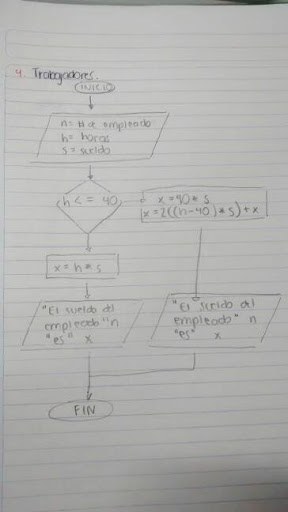 4. Trabajadores.
INICIO
n = # de empleado
h = horas
s = sueldo
h <= 40
x = 40 * s
x = 2((h-40) * s) + x
x = h * s
"El sueldo del
empleado" n
"es" x
"El sueldo del
empleado" n
"es" x
FIN